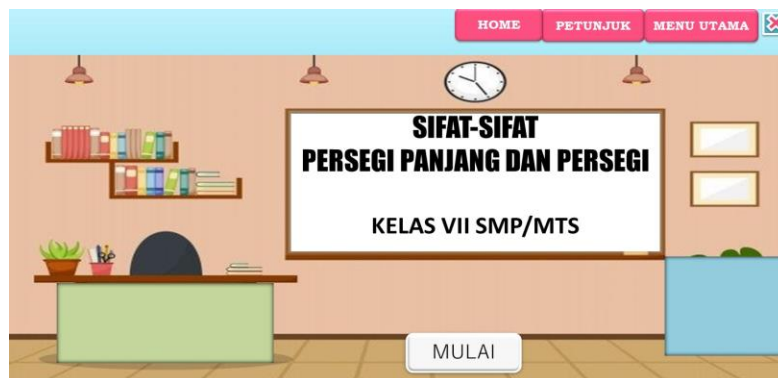 HOME PETUNJUK MENU UTAMA
SIFAT-SIFAT
PERSEGI PANJANG DAN PERSEGI
KELAS VII SMP/MTS
MULAI